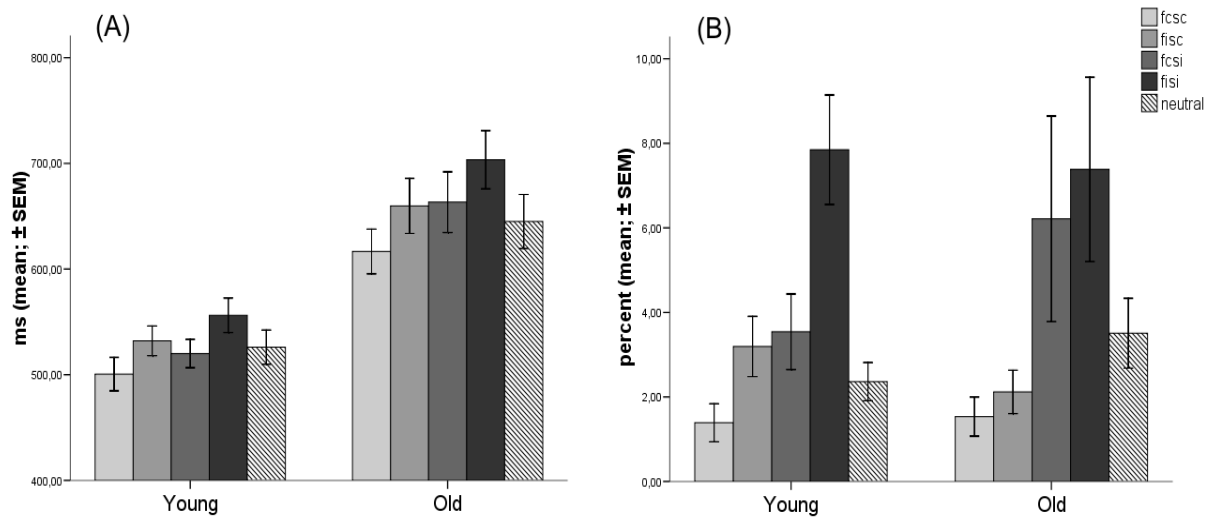 (A)
ms (mean; ± SEM)
800,00
700,00
600,00
500,00
400,00
Young
Old
(B)
percent (mean; ± SEM)
10,00
8,00
6,00
4,00
2,00
0,00
Young
Old
fcsc
fisc
fcsi
fisi
neutral